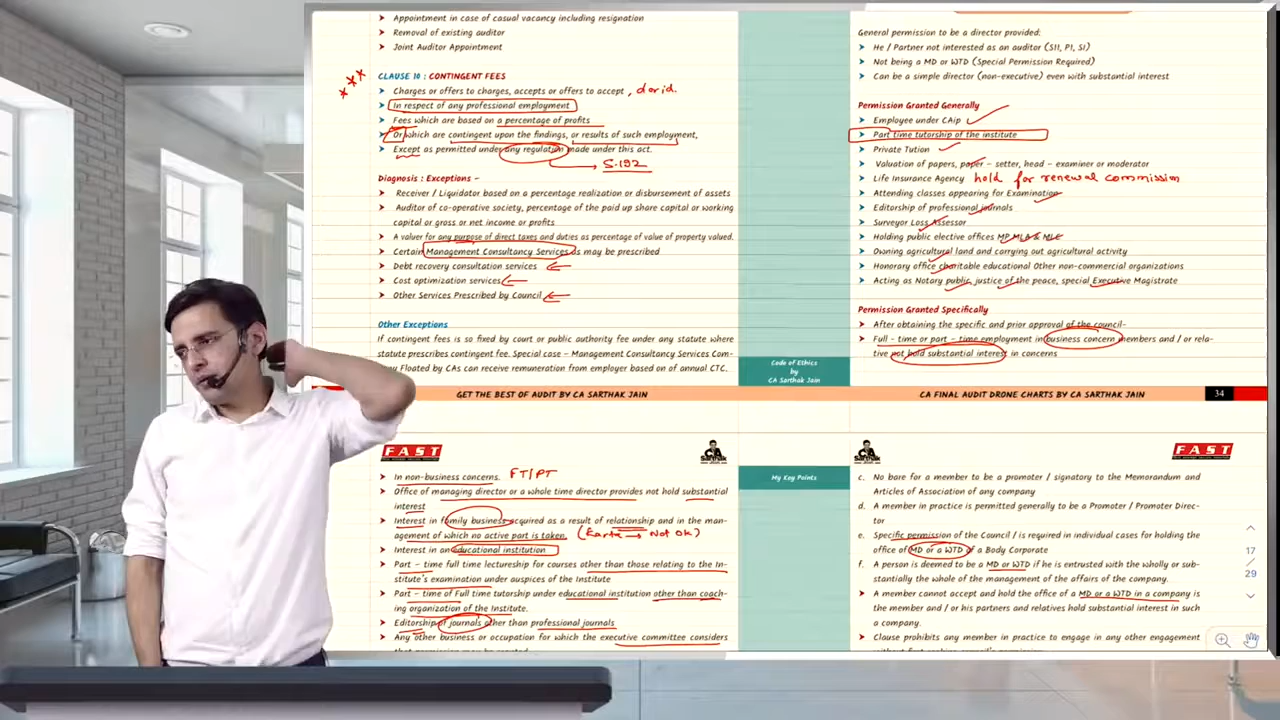 Appointment in case of casual vacancy including resignation
Removal of existing auditor
Joint Auditor Appointment
CLAUSE 10 : CONTINGENT FEES
Charges or offers to charges, accepts or offers to accept , dorid.
In respect of any professional employment
Fees which are based on a percentage of profits
Or which are contingent upon the findings, or results of such employment,
Except as permitted under any regulation made under this act.
S.192
Diagnosis : Exceptions –
Receiver / Liquidator based on a percentage realization or disbursement of assets
Auditor of co-operative society, percentage of the paid up share capital or working
capital or gross or net income or profits
A valuer for any purpose of direct taxes and duties as percentage of value of property valued.
Certain Management Consultancy Services as may be prescribed
Debt recovery consultation services
Cost optimization services
Other Services Prescribed by Council
Other Exceptions
If contingent fees is so fixed by court or public authority fee under any statute where
statute prescribes contingent fee. Special case – Management Consultancy Services Com-
Floated by CAs can receive remuneration from employer based on of annual CTC.
Code of Ethics
by
CA Sarthak Jain
General permission to be a director provided:
He / Partner not interested as an auditor (SII, PI, SI)
Not being a MD or WTD (Special Permission Required)
Can be a simple director (non-executive) even with substantial interest
Permission Granted Generally
Employee under CAip
Part time tutorship of the institute
Private Tution
Valuation of papers, paper – setter, head – examiner or moderator
Life Insurance Agency hold for renewal commission
Attending classes appearing for Examination
Editorship of professional journals
Surveyor Loss Assessor
Holding public elective offices MP MLA & MLC
Owning agricultural land and carrying out agricultural activity
Honorary office charitable educational Other non-commercial organizations
Acting as Notary public, justice of the peace, special Executive Magistrate
Permission Granted Specifically
After obtaining the specific and prior approval of the council-
Full – time or part – time employment in business concern members and / or rela-
tive not hold substantial interest in concerns
GET THE BEST OF AUDIT BY CA SARTHAK JAIN
CA FINAL AUDIT DRONE CHARTS BY CA SARTHAK JAIN
34
FAST
Sarthak
In non-business concerns. FT/PT
Office of managing director or a whole time director provides not hold substantial
interest
Interest in family business acquired as a result of relationship and in the man-
agement of which no active part is taken. (Karta → Not OK)
Interest in an educational institution
Part – time full time lectureship for courses other than those relating to the In-
stitute's examination under auspices of the Institute
Part – time of Full time tutorship under educational institution other than coach-
ing organization of the Institute.
Editorship of journals other than professional journals
Any other business or occupation for which the executive committee considers
My Key Points
Sarthak
FAST
c. No bare for a member to be a promoter / signatory to the Memorandum and
Articles of Association of any company
d. A member in practice is permitted generally to be a Promoter / Promoter Direc-
tor
e. Specific permission of the Council / is required in individual cases for holding the
office of MD or a WTD of a Body Corporate
f. A person is deemed to be a MD or WTD if he is entrusted with the wholly or sub-
stantially the whole of the management of the affairs of the company.
A member cannot accept and hold the office of a MD or a WTD in a company is
the member and / or his partners and relatives hold substantial interest in such
a company.
Clause prohibits any member in practice to engage in any other engagement
17
/
29